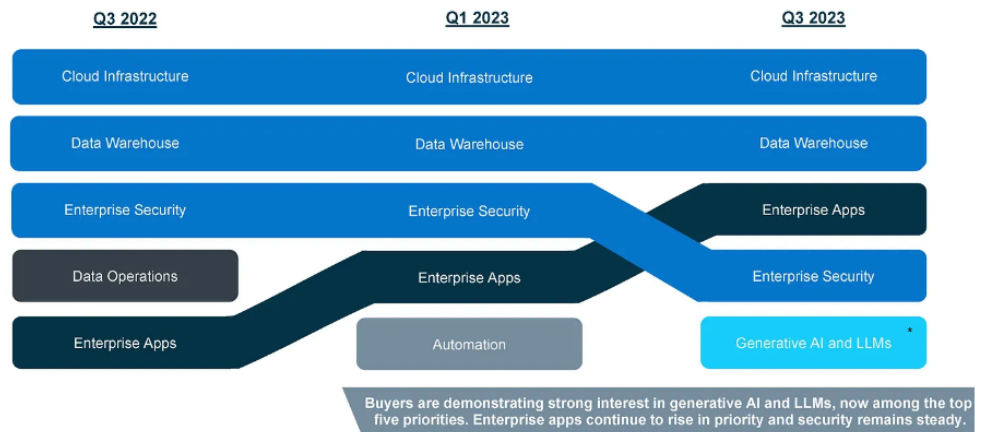 Q3 2022
Q1 2023
Q3 2023
Cloud Infrastructure
Cloud Infrastructure
Cloud Infrastructure
Data Warehouse
Data Warehouse
Data Warehouse
Enterprise Security
Enterprise Security
Enterprise Apps
Data Operations
Enterprise Apps
Enterprise Security
Enterprise Apps
Automation
Generative AI and LLMs *
Buyers are demonstrating strong interest in generative AI and LLMs, now among the top
five priorities. Enterprise apps continue to rise in priority and security remains steady.